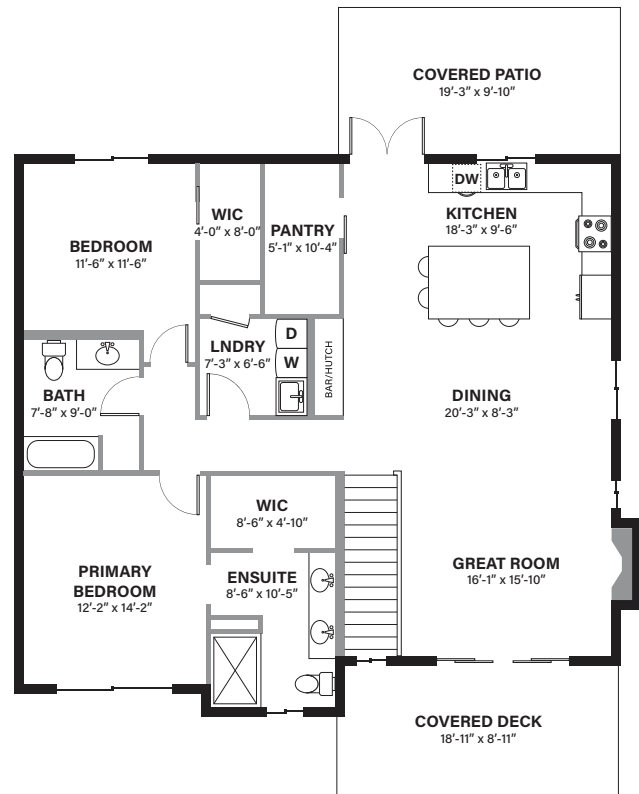 COVERED PATIO
19′-3″ x 9′-10″
DW
KITCHEN
18′-3″ x 9′-6″
WIC
4′-0″ x 8′-0″
PANTRY
5′-1″ x 10′-4″
BEDROOM
11′-6″ x 11′-6″
D
W
LNDRY
7′-3″ x 6′-6″
BAR/HUTCH
BATH
7′-8″ x 9′-0″
DINING
20′-3″ x 8′-3″
WIC
8′-6″ x 4′-10″
PRIMARY
BEDROOM
12′-2″ x 14′-2″
ENSUITE
8′-6″ x 10′-5″
GREAT ROOM
16′-1″ x 15′-10″
COVERED DECK
18′-11″ x 8′-11″